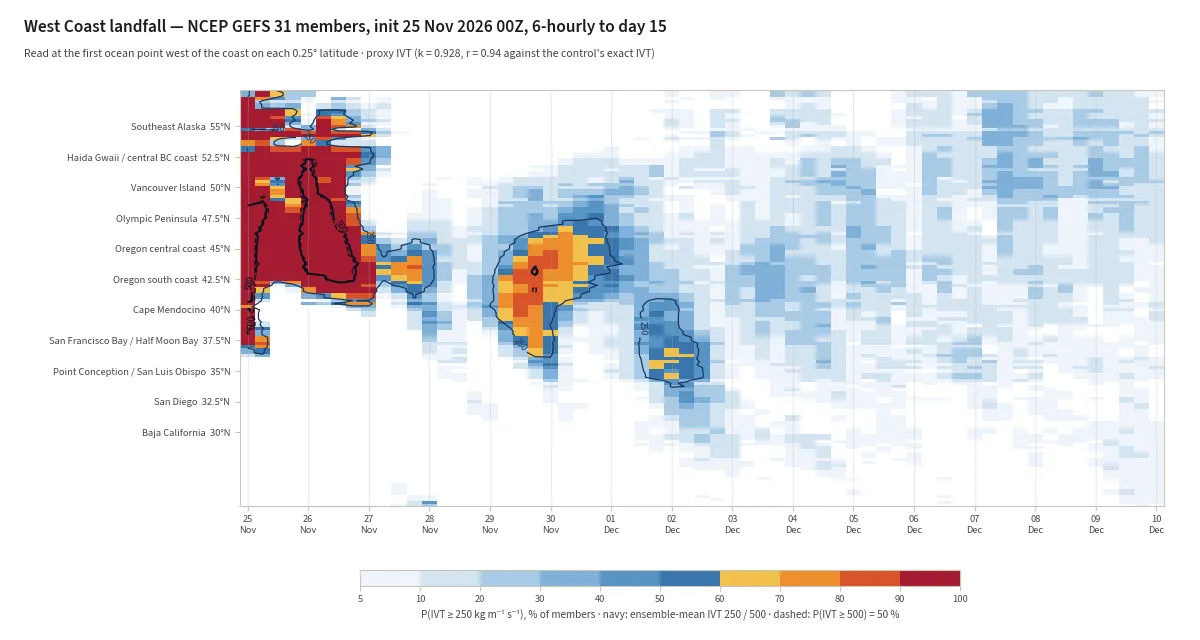 West Coast landfall — NCEP GEFS 31 members, init 25 Nov 2026 00Z, 6-hourly to day 15
Read at the first ocean point west of the coast on each 0.25° latitude · proxy IVT (k = 0.928, r = 0.94 against the control's exact IVT)
Southeast Alaska 55°N
Haida Gwaii / central BC coast 52.5°N
Vancouver Island 50°N
Olympic Peninsula 47.5°N
Oregon central coast 45°N
Oregon south coast 42.5°N
Cape Mendocino 40°N
San Francisco Bay / Half Moon Bay 37.5°N
Point Conception / San Luis Obispo 35°N
San Diego 32.5°N
Baja California 30°N
250
25 26 27 28 29 30 01 02 03 04 05 06 07 08 09 10
Nov Nov Nov Nov Nov Nov Dec Dec Dec Dec Dec Dec Dec Dec Dec Dec
5 10 20 30 40 50 60 70 80 90 100
P(IVT ≥ 250 kg m⁻¹ s⁻¹), % of members · navy: ensemble-mean IVT 250 / 500 · dashed: P(IVT ≥ 500) = 50 %